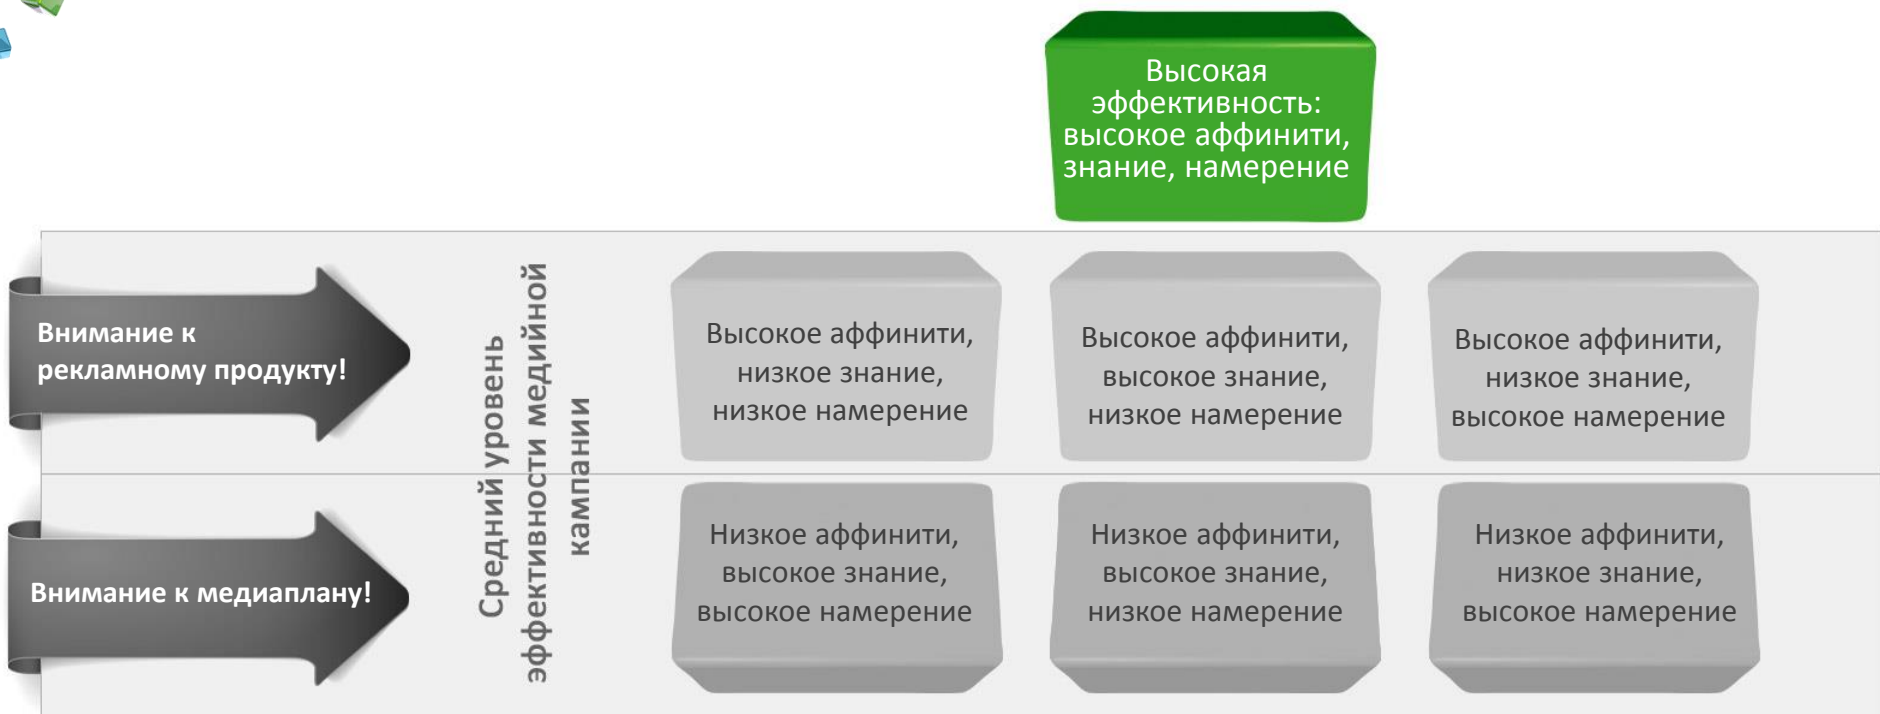 Высокая
эффективность:
высокое аффинити,
знание, намерение
Внимание к
рекламному продукту!
Средний уровень
эффективности медийной
кампании
Высокое аффинити,
низкое знание,
низкое намерение
Высокое аффинити,
высокое знание,
низкое намерение
Высокое аффинити,
низкое знание,
высокое намерение
Внимание к медиаплану!
Низкое аффинити,
высокое знание,
высокое намерение
Низкое аффинити,
высокое знание,
низкое намерение
Низкое аффинити,
низкое знание,
высокое намерение